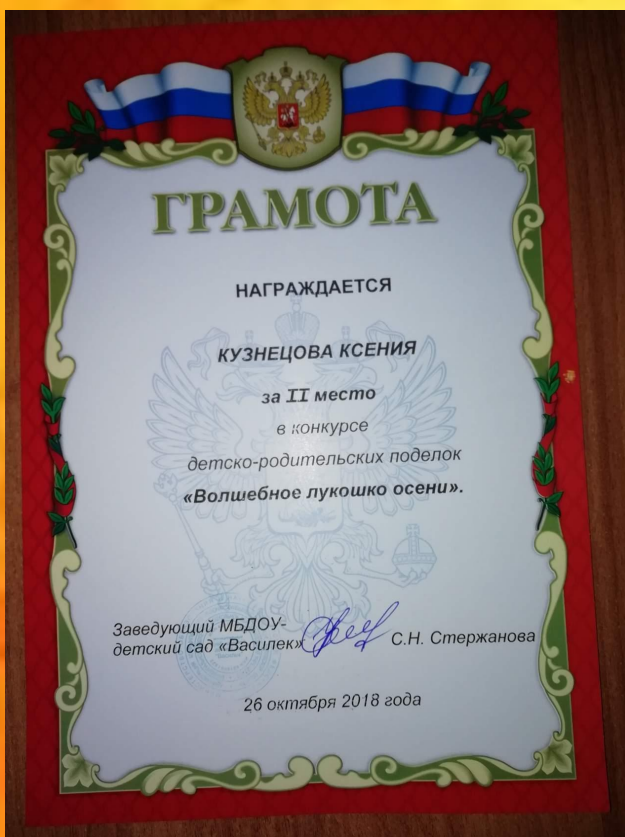 ГРАМОТА
НАГРАЖДАЕТСЯ
КУЗНЕЦОВА КСЕНИЯ
за II место
в конкурсе
детско-родительских поделок
«Волшебное лукошко осени».
Заведующий МБДОУ-
детский сад «Василек» С.Н. Стержанова
26 октября 2018 года